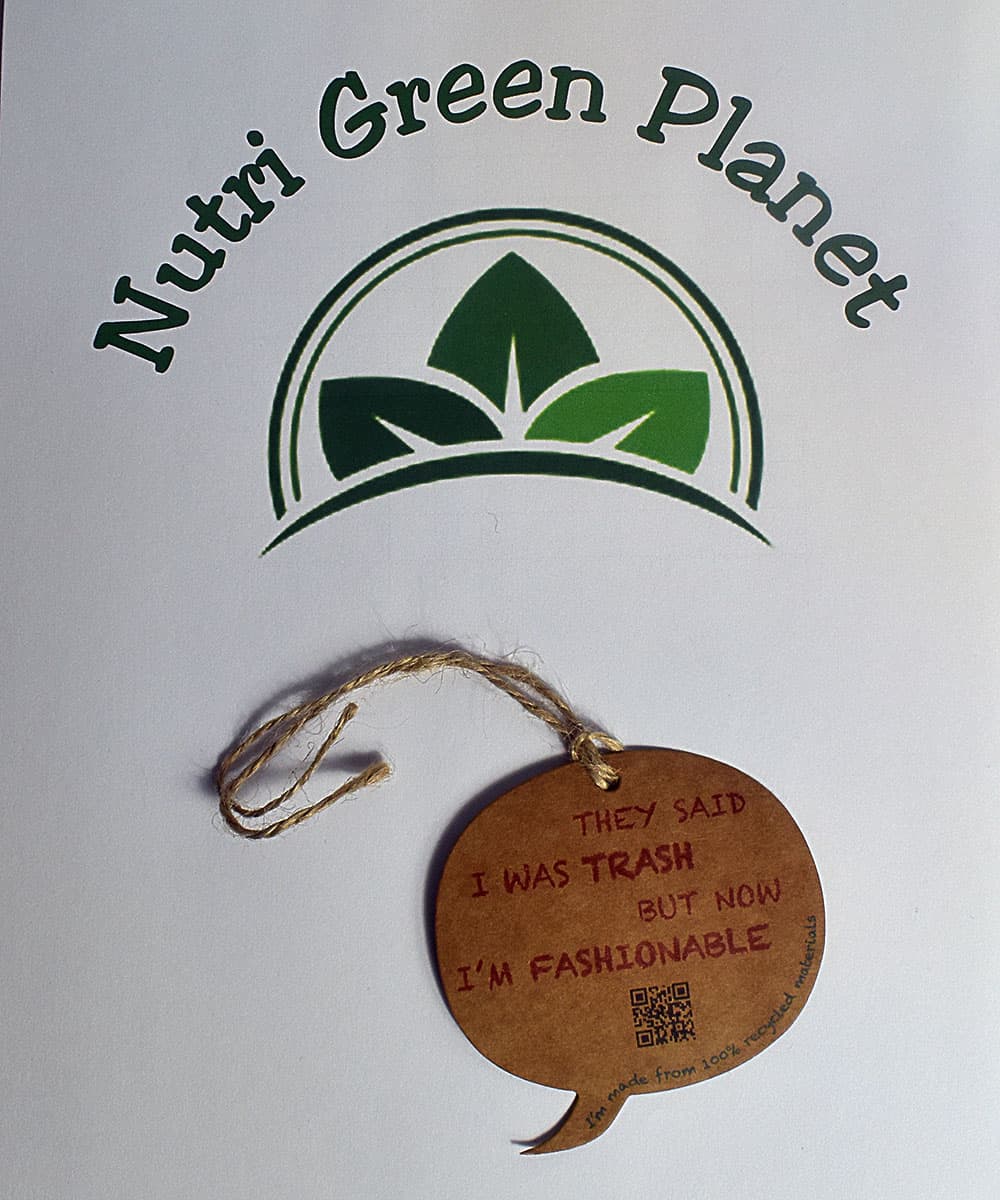 Nutri Green Planet
THEY SAID
I WAS TRASH
BUT NOW
I'M FASHIONABLE
I'm made from 100% recycled materials